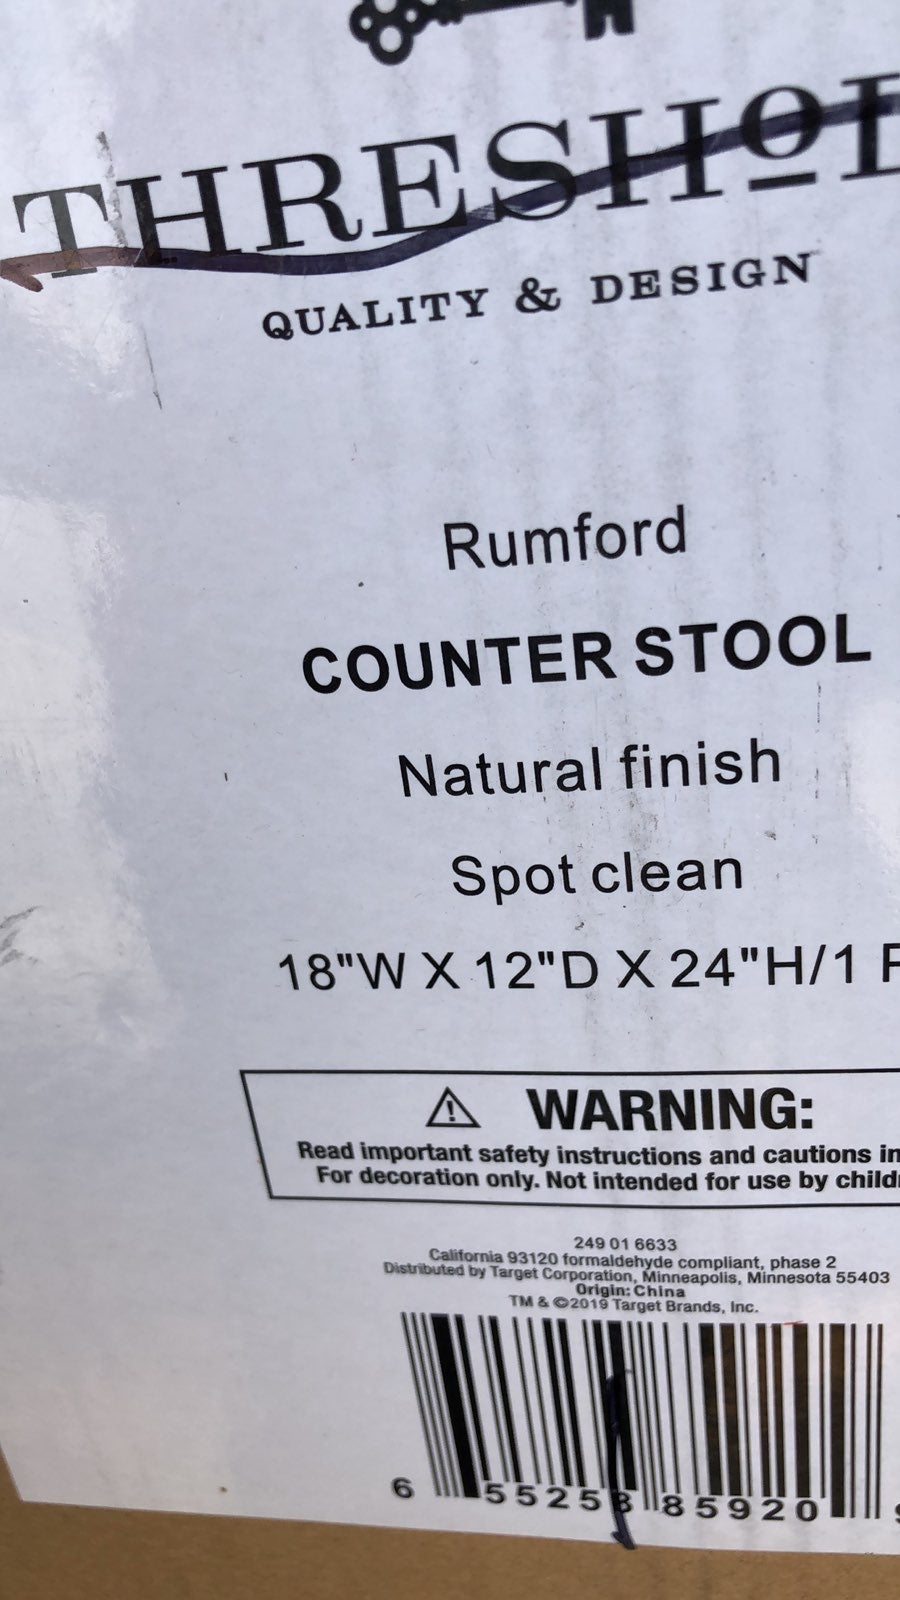 THRESHOL
QUALITY & DESIGN
Rumford
COUNTER STOOL
Natural finish
Spot clean
18"W X 12"D X 24"H/1
WARNING:
Read important safety instructions and cautions in
For decoration only. Not intended for use by child
249 01 6633
California 93120 formaldehyde compliant, phase 2
Distributed by Target Corporation, Minneapolis, Minnesota 55403
Origin: China
TM & ©2019 Target Brands, Inc.
6 55258 85920